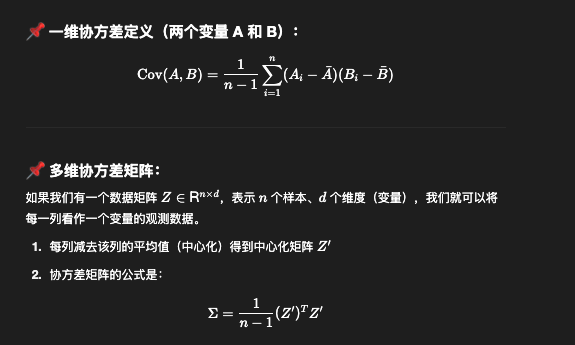 📌 一维协方差定义（两个变量 A 和 B）：
Cov(A, B) = \frac{1}{n-1} \sum_{i=1}^{n} (A_i - \bar{A})(B_i - \bar{B})
📌 多维协方差矩阵：
如果我们有一个数据矩阵 Z ∈ R^{n×d}，表示 n 个样本、d 个维度（变量），我们就可以将
每一列看作一个变量的观测数据。
1. 每列减去该列的平均值（中心化）得到中心化矩阵 Z'
2. 协方差矩阵的公式是：
Σ = \frac{1}{n-1} (Z')^T Z'